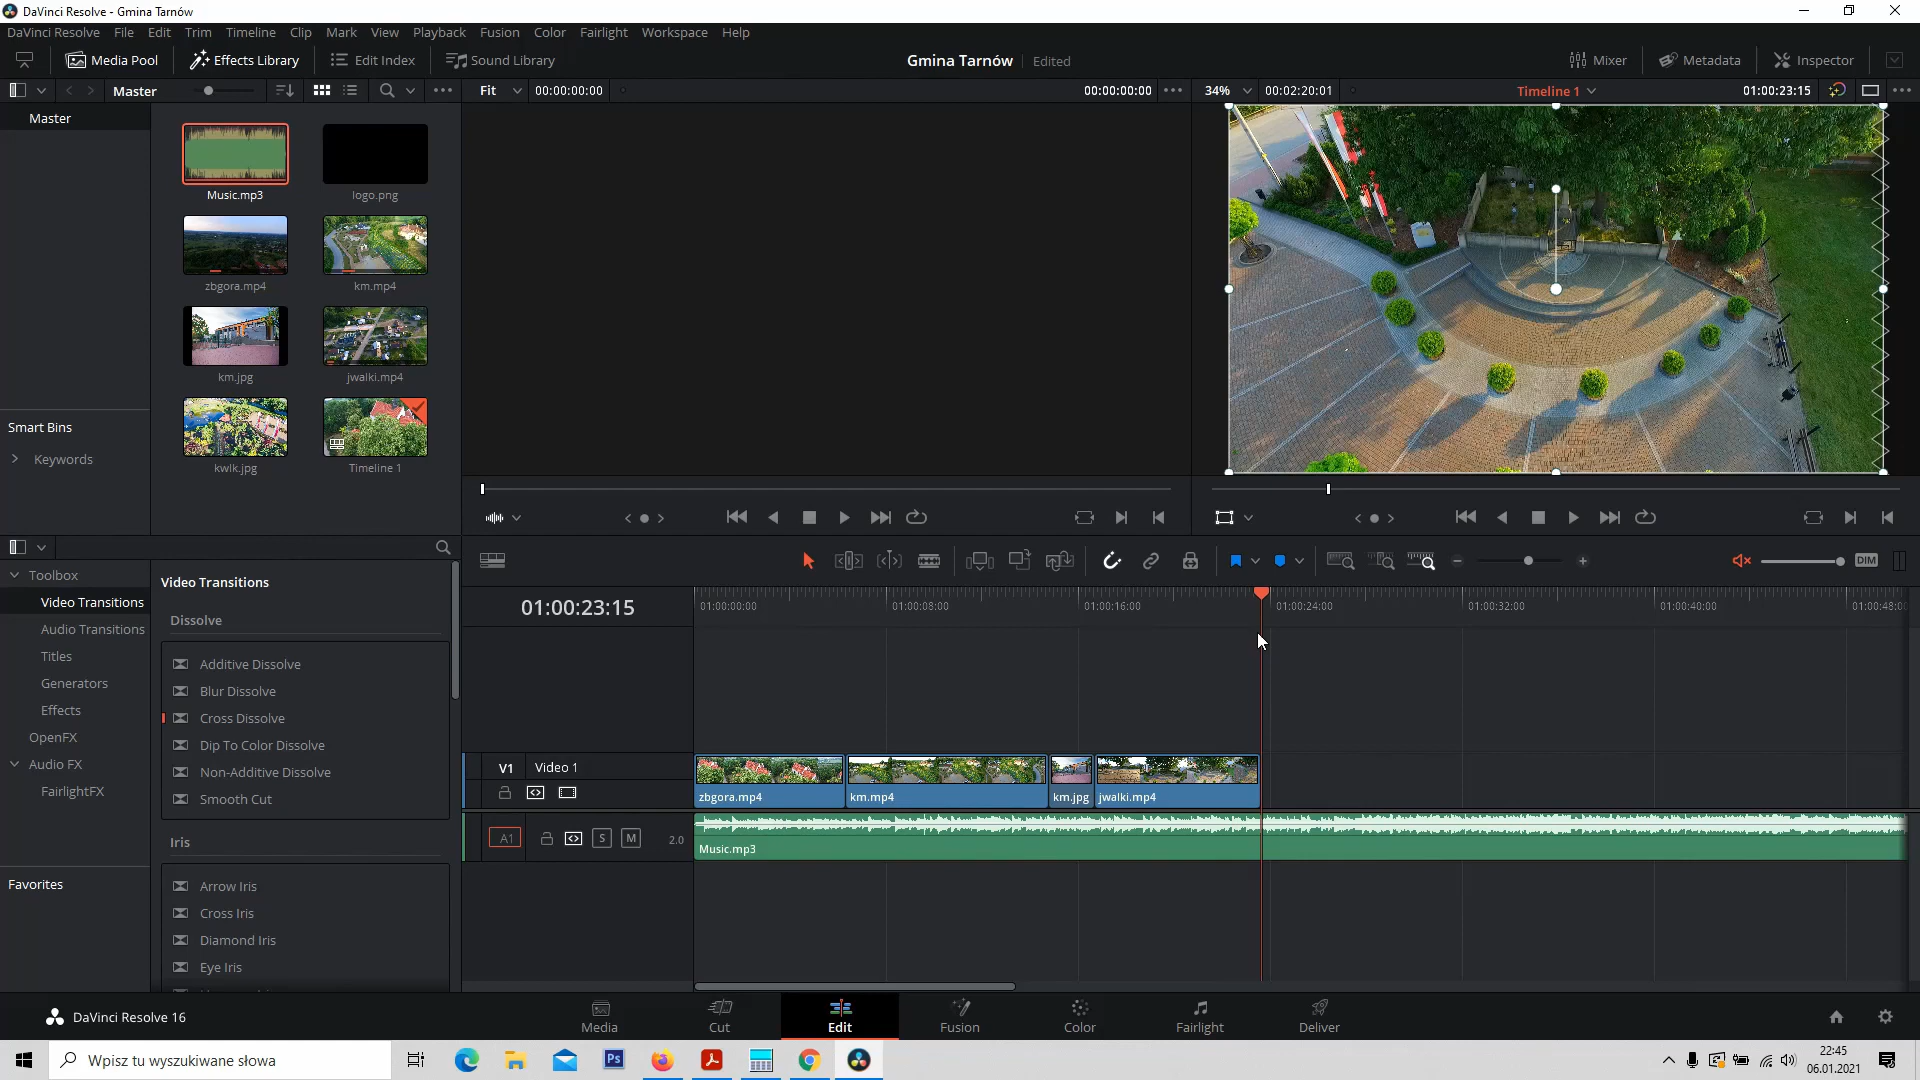 DaVinci Resolve - Gmina Tarnów
DaVinci Resolve File Edit Trim Timeline Clip Mark View Playback Fusion Color Fairlight Workspace Help
Media Pool Effects Library Edit Index Sound Library Gmina Tarnów Edited Mixer Metadata Inspector
Master Fit 00:00:00:00 00:00:00:00 34% 00:02:20:01 Timeline 1 01:00:23:15
Master
Music.mp3 logo.png
zbgora.mp4 km.mp4
km.jpg jwalki.mp4
kwlk.jpg Timeline 1
Smart Bins
Keywords
Toolbox
Video Transitions
Audio Transitions
Titles
Generators
Effects
OpenFX
Audio FX
FairlightFX
Favorites
Video Transitions
Dissolve
Additive Dissolve
Blur Dissolve
Cross Dissolve
Dip To Color Dissolve
Non-Additive Dissolve
Smooth Cut
Iris
Arrow Iris
Cross Iris
Diamond Iris
Eye Iris
DIM
01:00:23:15
01:00:00:00 01:00:08:00 01:00:16:00 01:00:24:00 01:00:32:00 01:00:40:00 01:00:48:00
V1 Video 1
zbgora.mp4 km.mp4 km.jpg jwalki.mp4
A1 S M 2.0
Music.mp3
DaVinci Resolve 16
Media Cut Edit Fusion Color Fairlight Deliver
Wpisz tu wyszukiwane słowa
Ps
22:45
06.01.2021